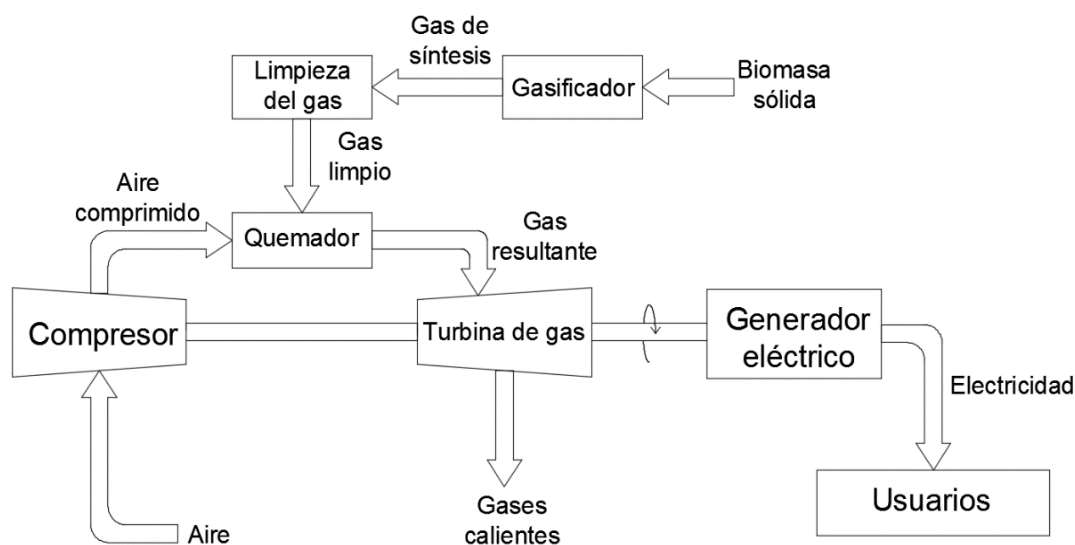 Gas de
síntesis
Limpieza
del gas
Gasificador
Biomasa
sólida
Gas
limpio
Aire
comprimido
Quemador
Gas
resultante
Compresor
Turbina de gas
Generador
eléctrico
Electricidad
Usuarios
Gases
calientes
Aire